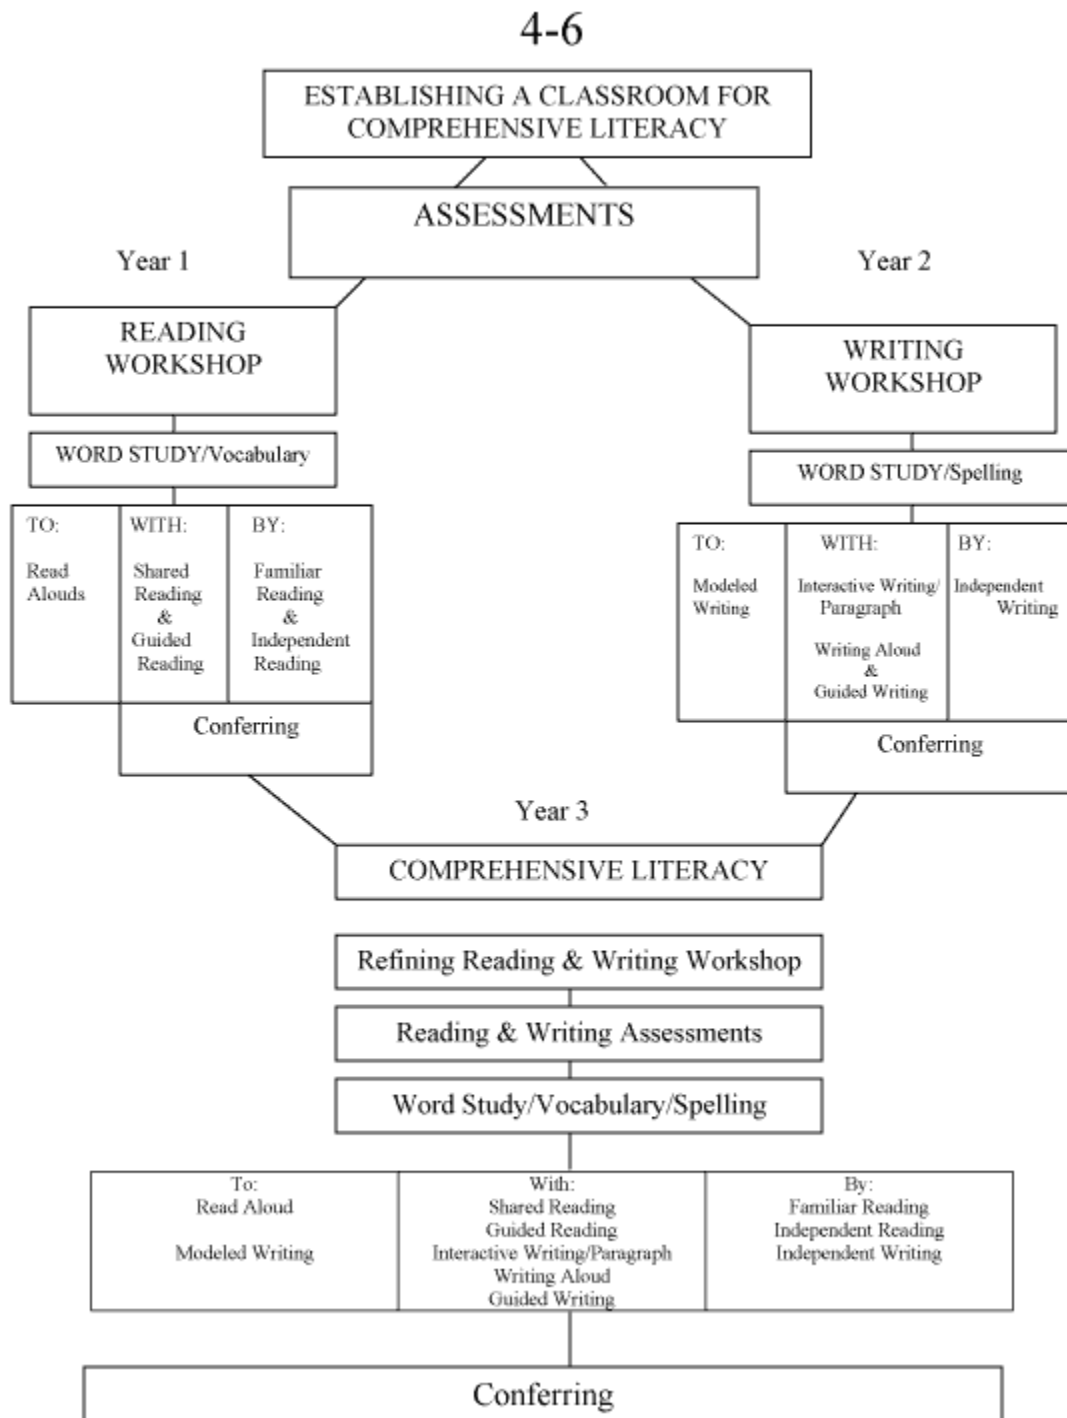 4-6
ESTABLISHING A CLASSROOM FOR
COMPREHENSIVE LITERACY
ASSESSMENTS
Year 1
Year 2
READING
WORKSHOP
WRITING
WORKSHOP
WORD STUDY/Vocabulary
WORD STUDY/Spelling
TO:
Read
Alouds
WITH:
Shared
Reading
&
Guided
Reading
BY:
Familiar
Reading
&
Independent
Reading
Conferring
TO:
Modeled
Writing
WITH:
Interactive Writing/
Paragraph
Writing Aloud
&
Guided Writing
BY:
Independent
Writing
Conferring
Year 3
COMPREHENSIVE LITERACY
Refining Reading & Writing Workshop
Reading & Writing Assessments
Word Study/Vocabulary/Spelling
To:
Read Aloud
Modeled Writing
With:
Shared Reading
Guided Reading
Interactive Writing/Paragraph
Writing Aloud
Guided Writing
By:
Familiar Reading
Independent Reading
Independent Writing
Conferring